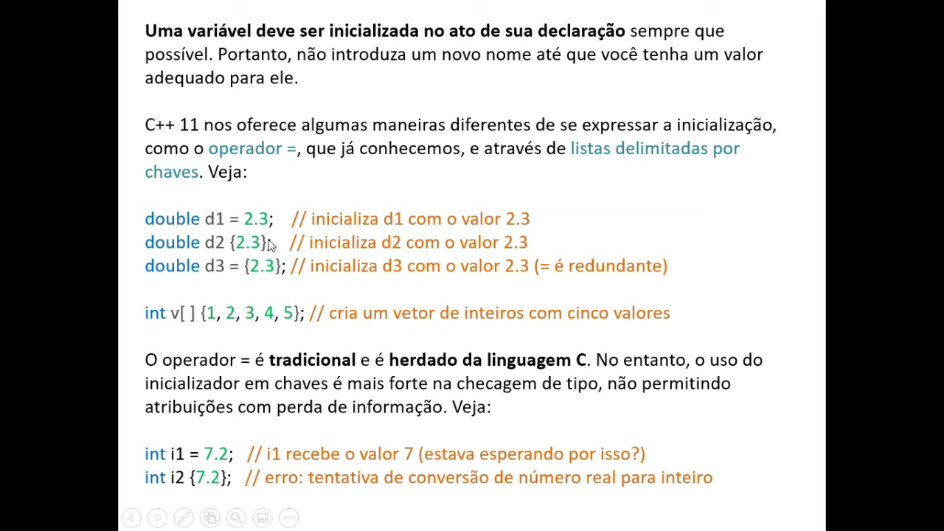 Uma variável deve ser inicializada no ato de sua declaração sempre que
possível. Portanto, não introduza um novo nome até que você tenha um valor
adequado para ele.
C++ 11 nos oferece algumas maneiras diferentes de se expressar a inicialização,
como o operador =, que já conhecemos, e através de listas delimitadas por
chaves. Veja:
double d1 = 2.3; // inicializa d1 com o valor 2.3
double d2 {2.3}; // inicializa d2 com o valor 2.3
double d3 = {2.3}; // inicializa d3 com o valor 2.3 (= é redundante)
int v[ ] {1, 2, 3, 4, 5}; // cria um vetor de inteiros com cinco valores
O operador = é tradicional e é herdado da linguagem C. No entanto, o uso do
inicializador em chaves é mais forte na checagem de tipo, não permitindo
atribuições com perda de informação. Veja:
int i1 = 7.2; // i1 recebe o valor 7 (estava esperando por isso?)
int i2 {7.2}; // erro: tentativa de conversão de número real para inteiro